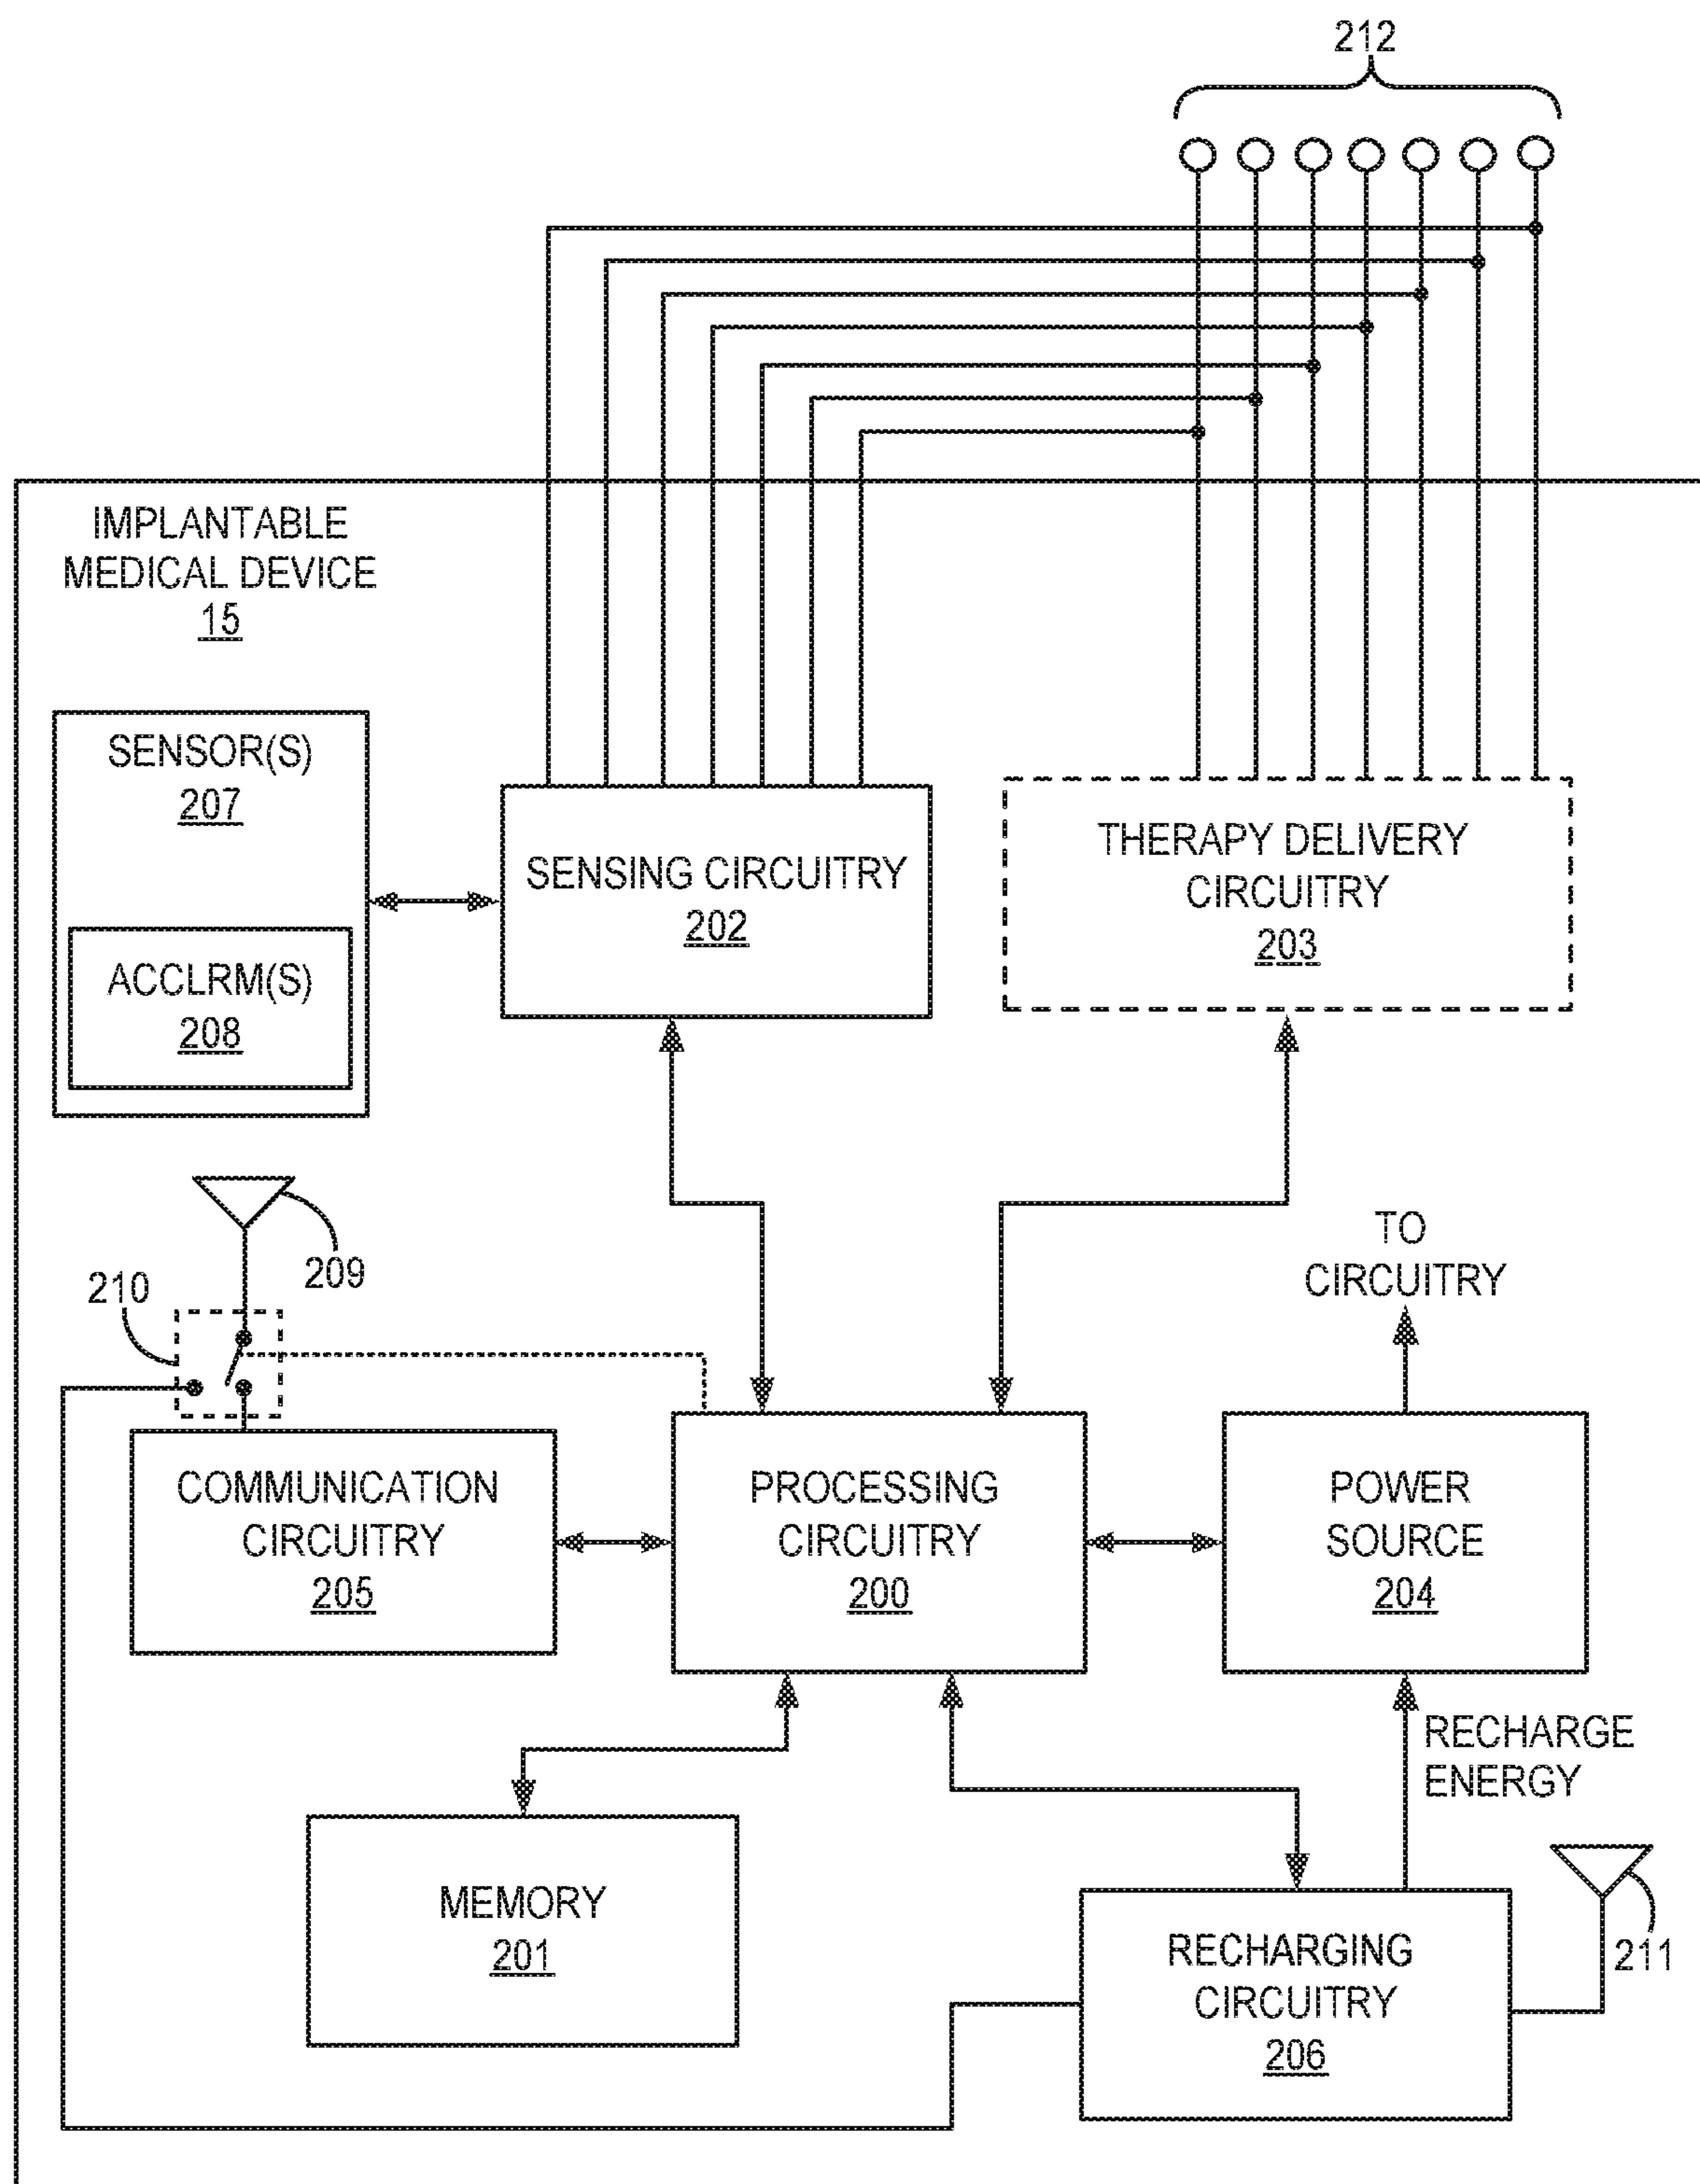 212
IMPLANTABLE
MEDICAL DEVICE
15
SENSOR(S)
207
ACCLRM(S)
208
SENSING CIRCUITRY
202
THERAPY DELIVERY
CIRCUITRY
203
209
210
TO
CIRCUITRY
COMMUNICATION
CIRCUITRY
205
PROCESSING
CIRCUITRY
200
POWER
SOURCE
204
RECHARGE
ENERGY
MEMORY
201
RECHARGING
CIRCUITRY
206
211